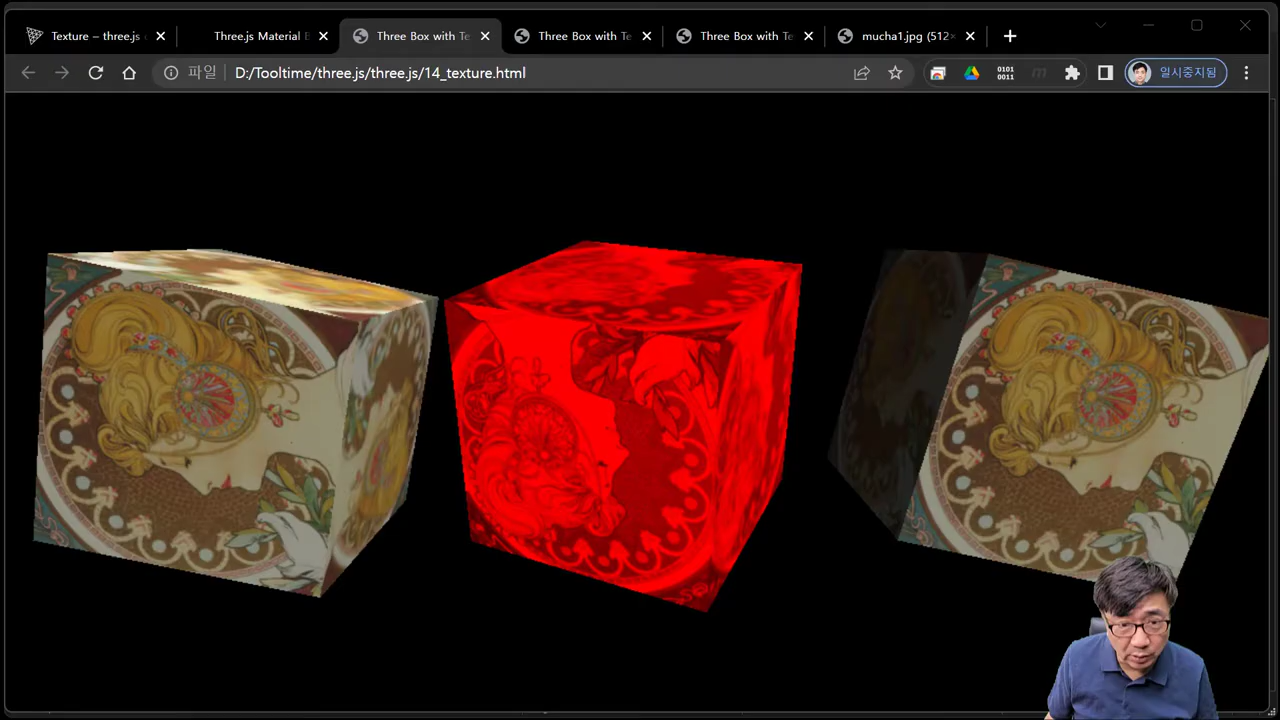 Texture – three.js
Three.js Material B
Three Box with Te
Three Box with Te
Three Box with Te
mucha1.jpg (512×
파일
D:/Tooltime/three.js/three.js/14_texture.html
0101
0011
m
일시중지됨